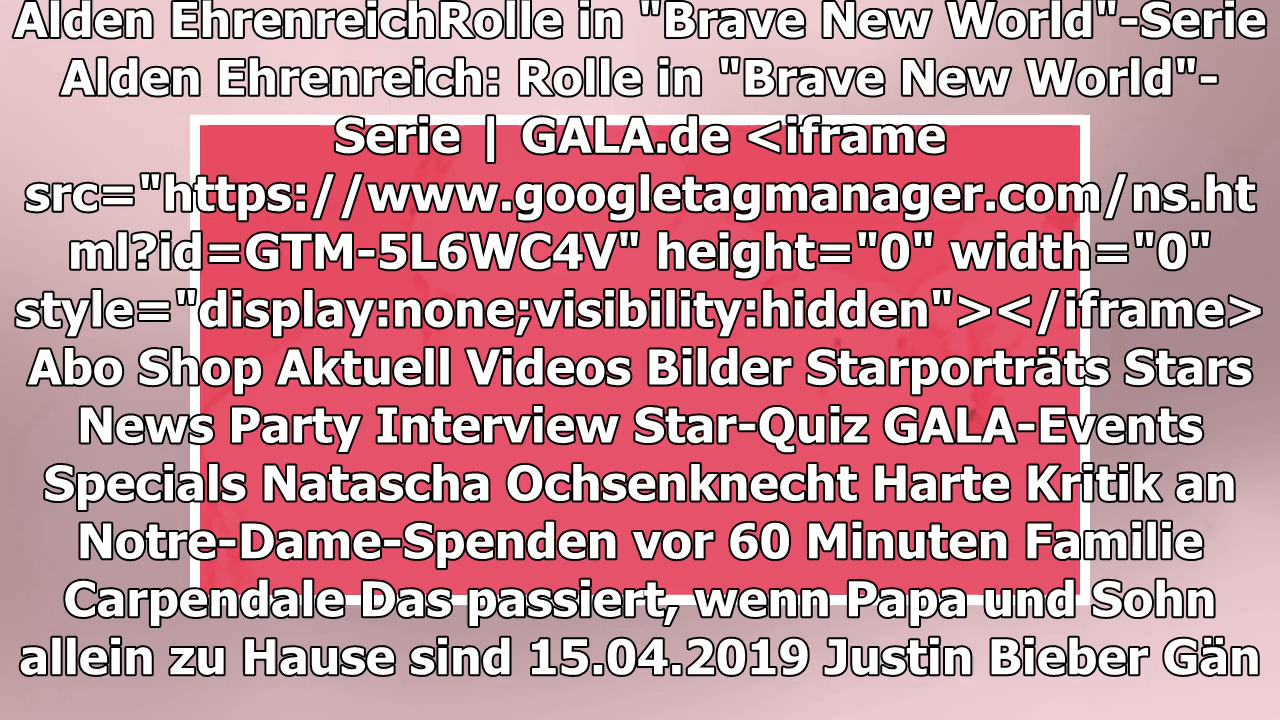 Alden EhrenreichRolle in "Brave New World"-Serie
Alden Ehrenreich: Rolle in "Brave New World"-
Serie | GALA.de <iframe
src="https://www.googletagmanager.com/ns.ht
ml?id=GTM-5L6WC4V" height="0" width="0"
style="display:none;visibility:hidden"></iframe>
Abo Shop Aktuell Videos Bilder Starporträts Stars
News Party Interview Star-Quiz GALA-Events
Specials Natascha Ochsenknecht Harte Kritik an
Notre-Dame-Spenden vor 60 Minuten Familie
Carpendale Das passiert, wenn Papa und Sohn
allein zu Hause sind 15.04.2019 Justin Bieber Gän